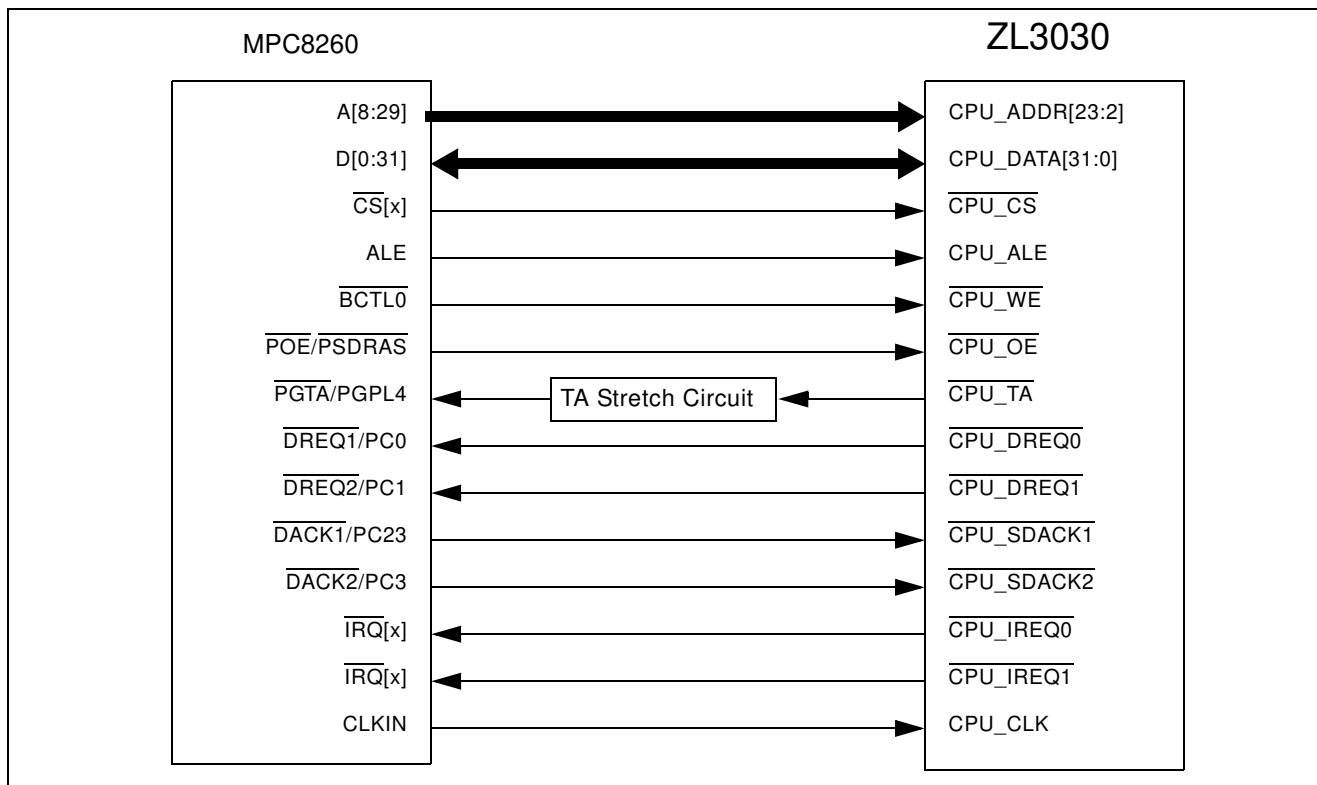 MPC8260 ZL3030
A[8:29] CPU_ADDR[23:2]
D[0:31] CPU_DATA[31:0]
CS[x] CPU_CS
ALE CPU_ALE
BCTL0 CPU_WE
POE/PSDRAS CPU_OE
PGTA/PGPL4 TA Stretch Circuit CPU_TA
DREQ1/PC0 CPU_DREQ0
DREQ2/PC1 CPU_DREQ1
DACK1/PC23 CPU_SDACK1
DACK2/PC3 CPU_SDACK2
IRQ[x] CPU_IREQ0
IRQ[x] CPU_IREQ1
CLKIN CPU_CLK